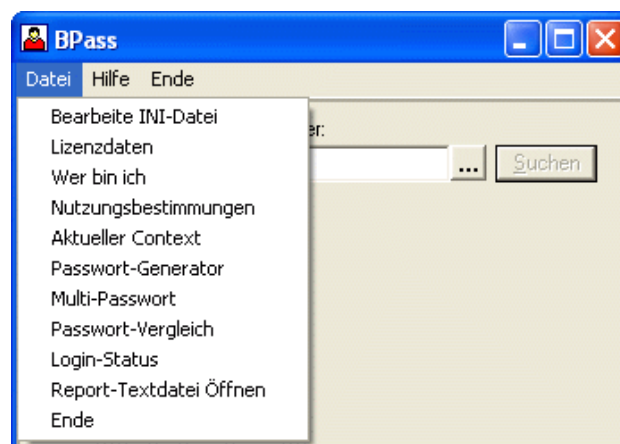 BPass
Datei Hilfe Ende
Bearbeite INI-Datei
Lizenzdaten
Wer bin ich
Nutzungsbestimmungen
Aktueller Context
Passwort-Generator
Multi-Passwort
Passwort-Vergleich
Login-Status
Report-Textdatei Öffnen
Ende
er:
... Suchen